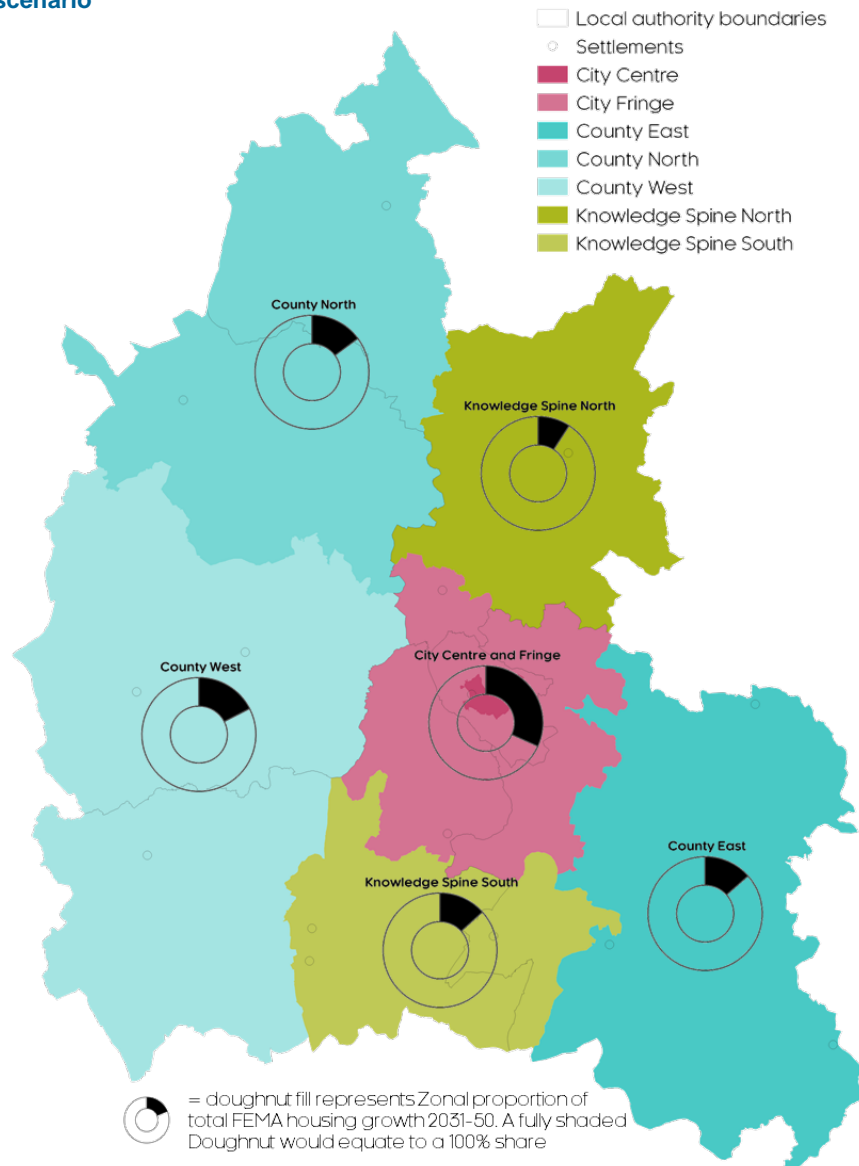 scenario
Local authority boundaries
Settlements
City Centre
City Fringe
County East
County North
County West
Knowledge Spine North
Knowledge Spine South
County North
Knowledge Spine North
City Centre and Fringe
County West
County East
Knowledge Spine South
= doughnut fill represents Zonal proportion of
total FEMA housing growth 2031-50. A fully shaded
Doughnut would equate to a 100% share